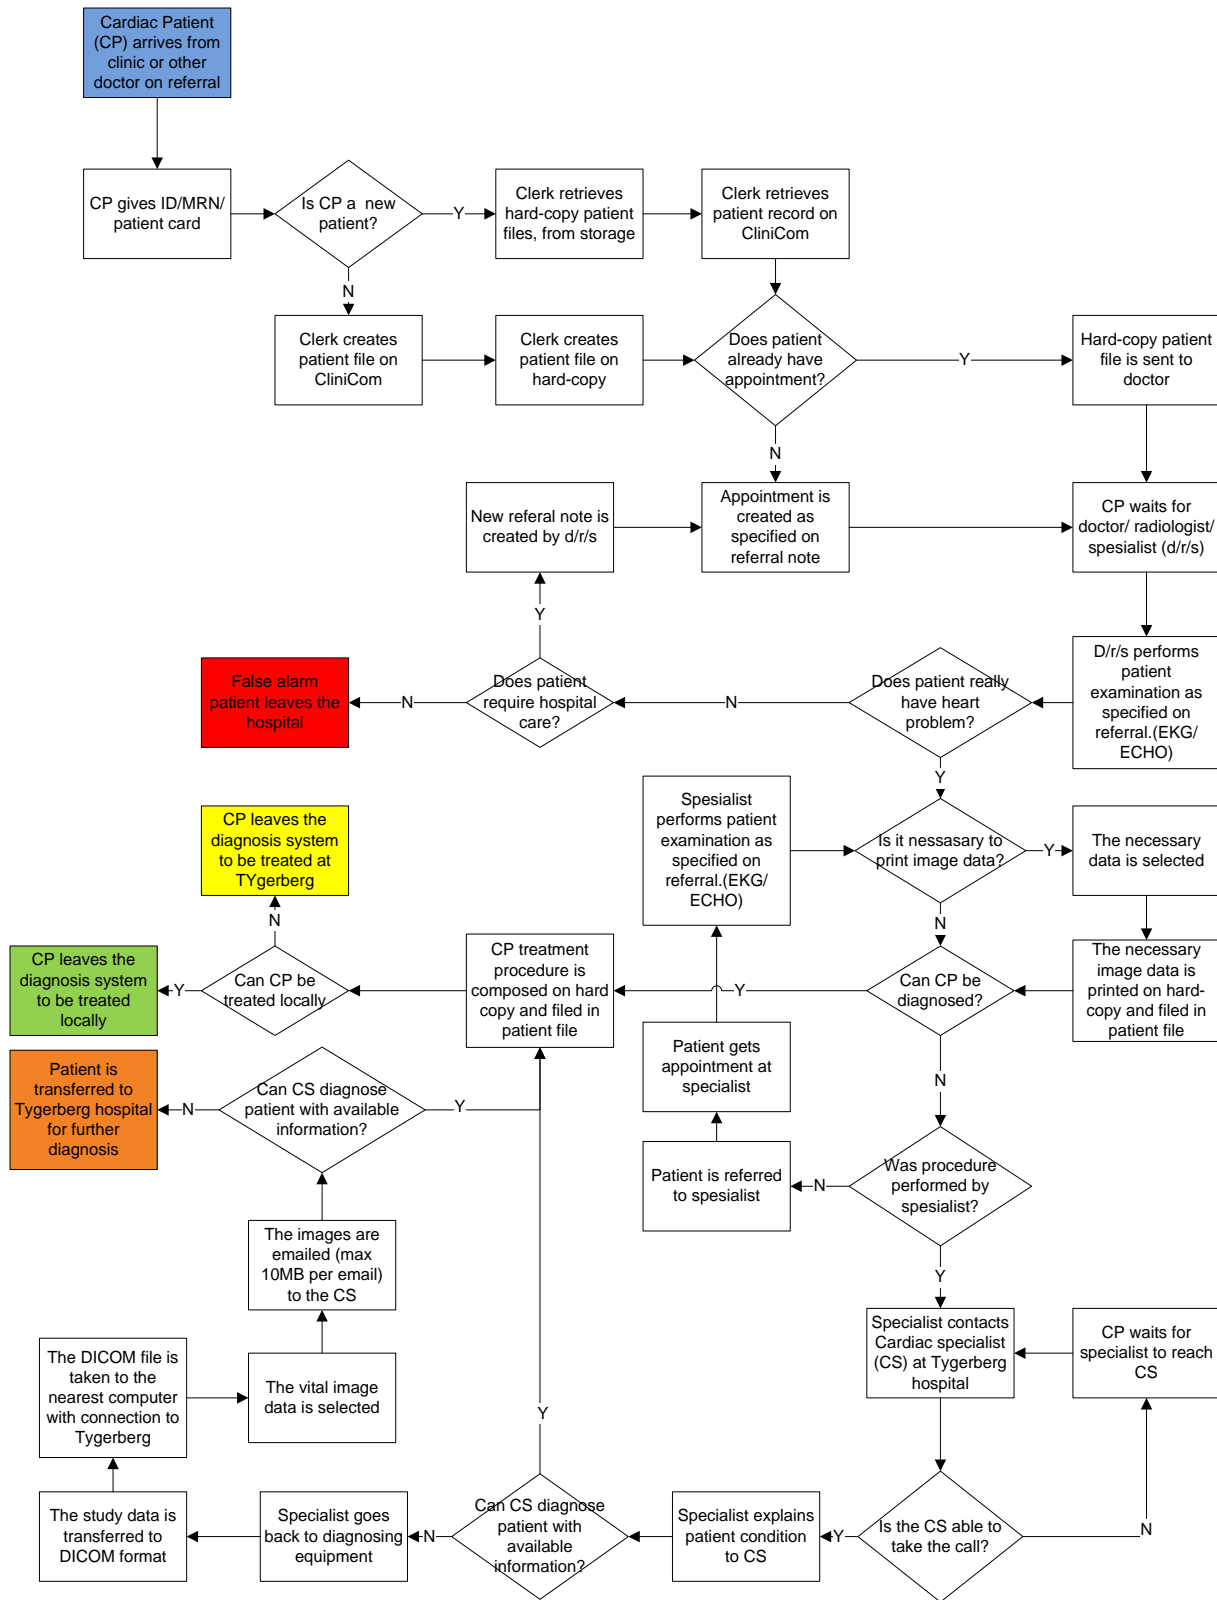 Cardiac Patient
(CP) arrives from
clinic or other
doctor on referral
CP gives ID/MRN/
patient card
Is CP a  new
patient?
Y
Clerk retrieves
hard-copy patient
files, from storage
Clerk retrieves
patient record on
CliniCom
N
Clerk creates
patient file on
CliniCom
Clerk creates
patient file on
hard-copy
Does patient
already have
appointment?
Y
Hard-copy patient
file is sent to
doctor
N
New referal note is
created by d/r/s
Appointment is
created as
specified on
referral note
CP waits for
doctor/ radiologist/
spesialist (d/r/s)
Y
False alarm
patient leaves the
hospital
N
Does patient
require hospital
care?
N
Does patient really
have heart
problem?
D/r/s performs
patient
examination as
specified on
referral.(EKG/
ECHO)
Y
CP leaves the
diagnosis system
to be treated at
TYgerberg
Spesialist
performs patient
examination as
specified on
referral.(EKG/
ECHO)
Is it nessasary to
print image data?
Y
The necessary
data is selected
N
N
CP leaves the
diagnosis system
to be treated
locally
Y
Can CP be
treated locally
CP treatment
procedure is
composed on hard
copy and filed in
patient file
Y
Can CP be
diagnosed?
The necessary
image data is
printed on hard-
copy and filed in
patient file
Patient is
transferred to
Tygerberg hospital
for further
diagnosis
N
Can CS diagnose
patient with available
information?
Y
Patient gets
appointment at
specialist
N
Patient is referred
to spesialist
N
Was procedure
performed by
spesialist?
The images are
emailed (max
10MB per email)
to the CS
Y
The DICOM file is
taken to the
nearest computer
with connection to
Tygerberg
The vital image
data is selected
Specialist contacts
Cardiac specialist
(CS) at Tygerberg
hospital
CP waits for
specialist to reach
CS
Y
The study data is
transferred to
DICOM format
Specialist goes
back to diagnosing
equipment
N
Can CS diagnose
patient with
available
information?
Specialist explains
patient condition
to CS
Y
Is the CS able to
take the call?
N